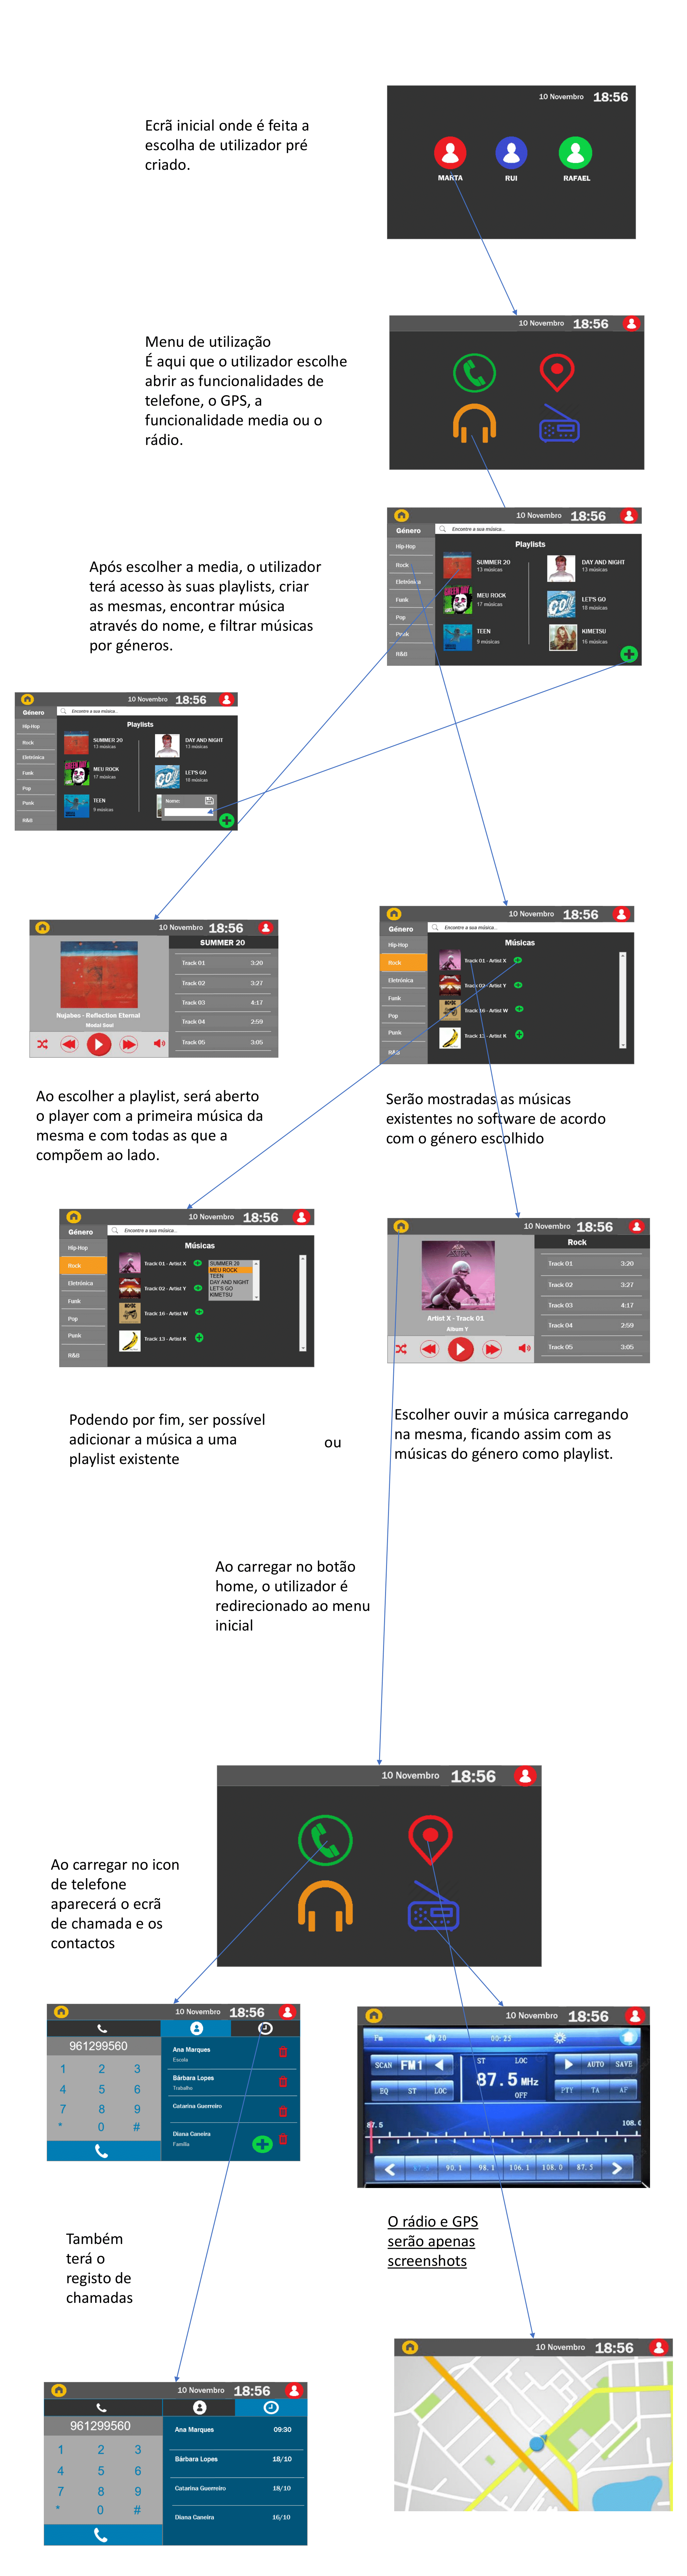 Ecrã inicial onde é feita a
escolha de utilizador pré
criado.
10 Novembro 18:56
MARTA RUI RAFAEL
Menu de utilização
É aqui que o utilizador escolhe
abrir as funcionalidades de
telefone, o GPS, a
funcionalidade media ou o
rádio.
10 Novembro 18:56
Após escolher a media, o utilizador
terá acesso às suas playlists, criar
as mesmas, encontrar música
através do nome, e filtrar músicas
por géneros.
10 Novembro 18:56
Género
Encontre a sua música...
Hip-Hop
Rock
Eletrónica
Funk
Pop
Punk
R&B
Playlists
SUMMER 20
13 músicas
DAY AND NIGHT
13 músicas
MEU ROCK
17 músicas
LET'S GO
18 músicas
TEEN
9 músicas
KIMETSU
16 músicas
10 Novembro 18:56
Género
Encontre a sua música...
Hip-Hop
Rock
Eletrónica
Funk
Pop
Punk
R&B
Playlists
SUMMER 20
13 músicas
DAY AND NIGHT
13 músicas
MEU ROCK
17 músicas
LET'S GO
18 músicas
TEEN
9 músicas
Nome:
10 Novembro 18:56
SUMMER 20
Nujabes - Reflection Eternal
Modal Soul
Track 01 3:20
Track 02 3:27
Track 03 4:17
Track 04 2:59
Track 05 3:05
10 Novembro 18:56
Género
Encontre a sua música...
Hip-Hop
Rock
Eletrónica
Funk
Pop
Punk
R&B
Músicas
Track 01 - Artist X
Track 02 - Artist Y
Track 16 - Artist W
Track 13 - Artist K
Ao escolher a playlist, será aberto
o player com a primeira música da
mesma e com todas as que a
compõem ao lado.
Serão mostradas as músicas
existentes no software de acordo
com o género escolhido
10 Novembro 18:56
Género
Encontre a sua música...
Hip-Hop
Rock
Eletrónica
Funk
Pop
Punk
R&B
Músicas
Track 01 - Artist X
Track 02 - Artist Y
Track 16 - Artist W
Track 13 - Artist K
SUMMER 20
MEU ROCK
TEEN
DAY AND NIGHT
LET'S GO
KIMETSU
10 Novembro 18:56
Rock
Artist X - Track 01
Album Y
Track 01 3:20
Track 02 3:27
Track 03 4:17
Track 04 2:59
Track 05 3:05
Podendo por fim, ser possível
adicionar a música a uma
playlist existente
ou
Escolher ouvir a música carregando
na mesma, ficando assim com as
músicas do género como playlist.
Ao carregar no botão
home, o utilizador é
redirecionado ao menu
inicial
10 Novembro 18:56
Ao carregar no icon
de telefone
aparecerá o ecrã
de chamada e os
contactos
10 Novembro 18:56
961299560
1 2 3
4 5 6
7 8 9
* 0 #
Ana Marques
Escola
Bárbara Lopes
Trabalho
Catarina Guerreiro
Diana Caneira
Família
10 Novembro 18:56
Fm 20 00:25
SCAN FM1 ST LOC AUTO SAVE
87.5 MHz
EQ ST LOC OFF PTY TA AF
87.5 108.0
87.5 90.1 98.1 106.1 108.0 87.5
Também
terá o
registo de
chamadas
O rádio e GPS
serão apenas
screenshots
10 Novembro 18:56
961299560
1 2 3
4 5 6
7 8 9
* 0 #
Ana Marques 09:30
Bárbara Lopes 18/10
Catarina Guerreiro 18/10
Diana Caneira 16/10
10 Novembro 18:56